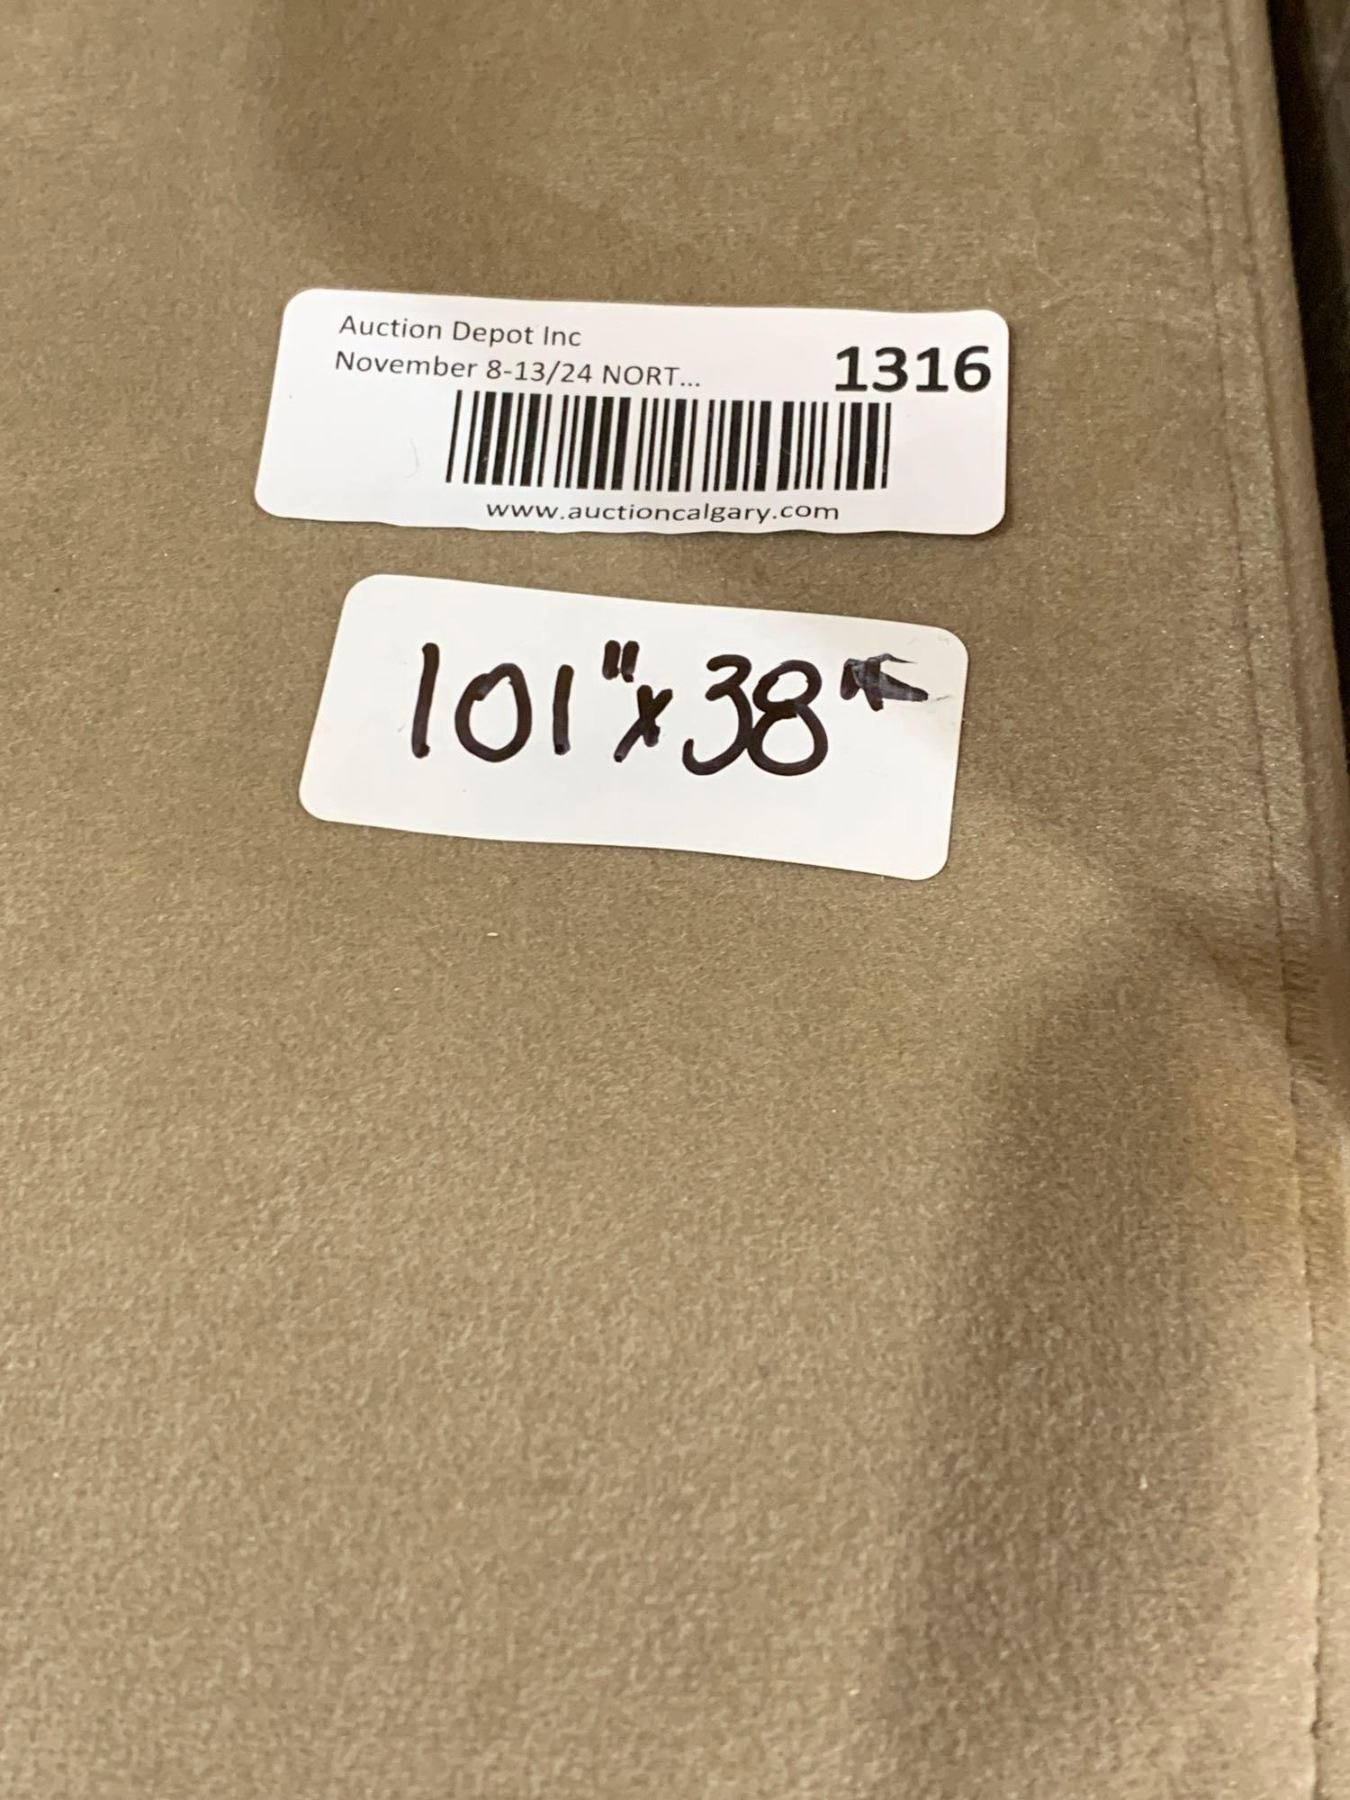 Auction Depot Inc
November 8-13/24 NORT...
1316
www.auctioncalgary.com
101"x38"